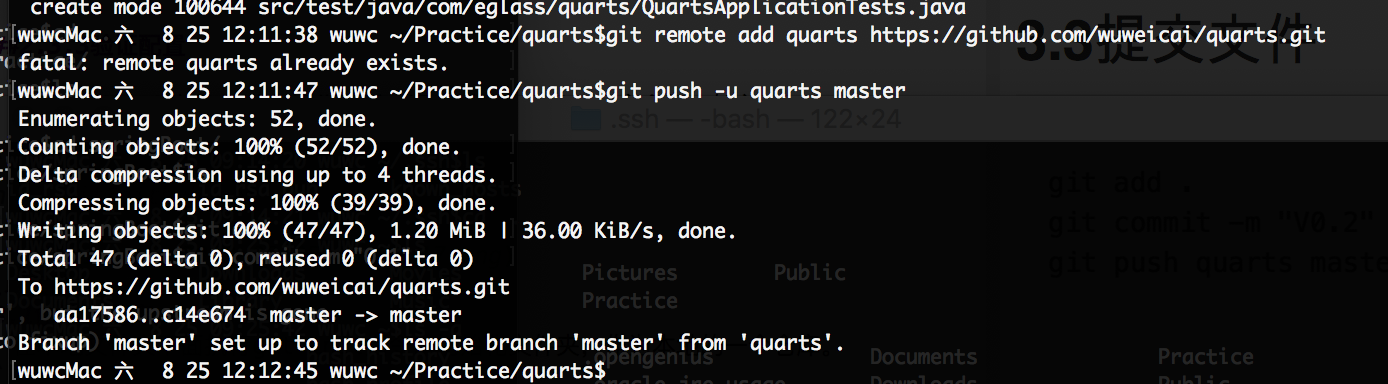 create mode 100644 src/test/java/com/eglass/quarts/QuartsApplicationTests.java
[wuwcMac 六  8 25 12:11:38 wuwc ~/Practice/quarts$git remote add quarts https://github.com/wuweicai/quarts.git
fatal: remote quarts already exists.
[wuwcMac 六  8 25 12:11:47 wuwc ~/Practice/quarts$git push -u quarts master
Enumerating objects: 52, done.
Counting objects: 100% (52/52), done.
Delta compression using up to 4 threads.
Compressing objects: 100% (39/39), done.
Writing objects: 100% (47/47), 1.20 MiB | 36.00 KiB/s, done.
Total 47 (delta 0), reused 0 (delta 0)
To https://github.com/wuweicai/quarts.git
aa17586..c14e674  master -> master
Branch 'master' set up to track remote branch 'master' from 'quarts'.
[wuwcMac 六  8 25 12:12:45 wuwc ~/Practice/quarts$
3.3提交文件
.ssh — -bash — 122×24
git add .
git commit -m "V0.2"
git push quarts maste
Pictures Public
Practice
.opengenius Documents Practice
.oracle_jre_usage Downloads Public